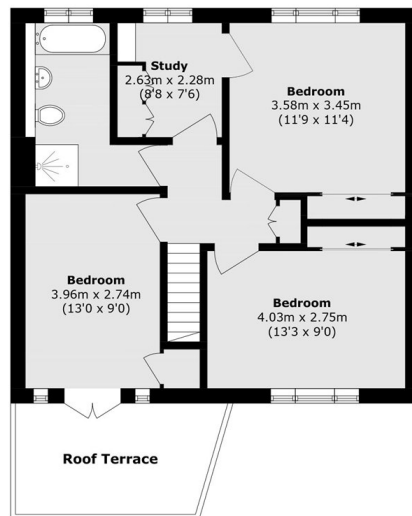 Study
2.63m x 2.28m
(8'8 x 7'6)
Bedroom
3.58m x 3.45m
(11'9 x 11'4)
Bedroom
3.96m x 2.74m
(13'0 x 9'0)
Bedroom
4.03m x 2.75m
(13'3 x 9'0)
Roof Terrace